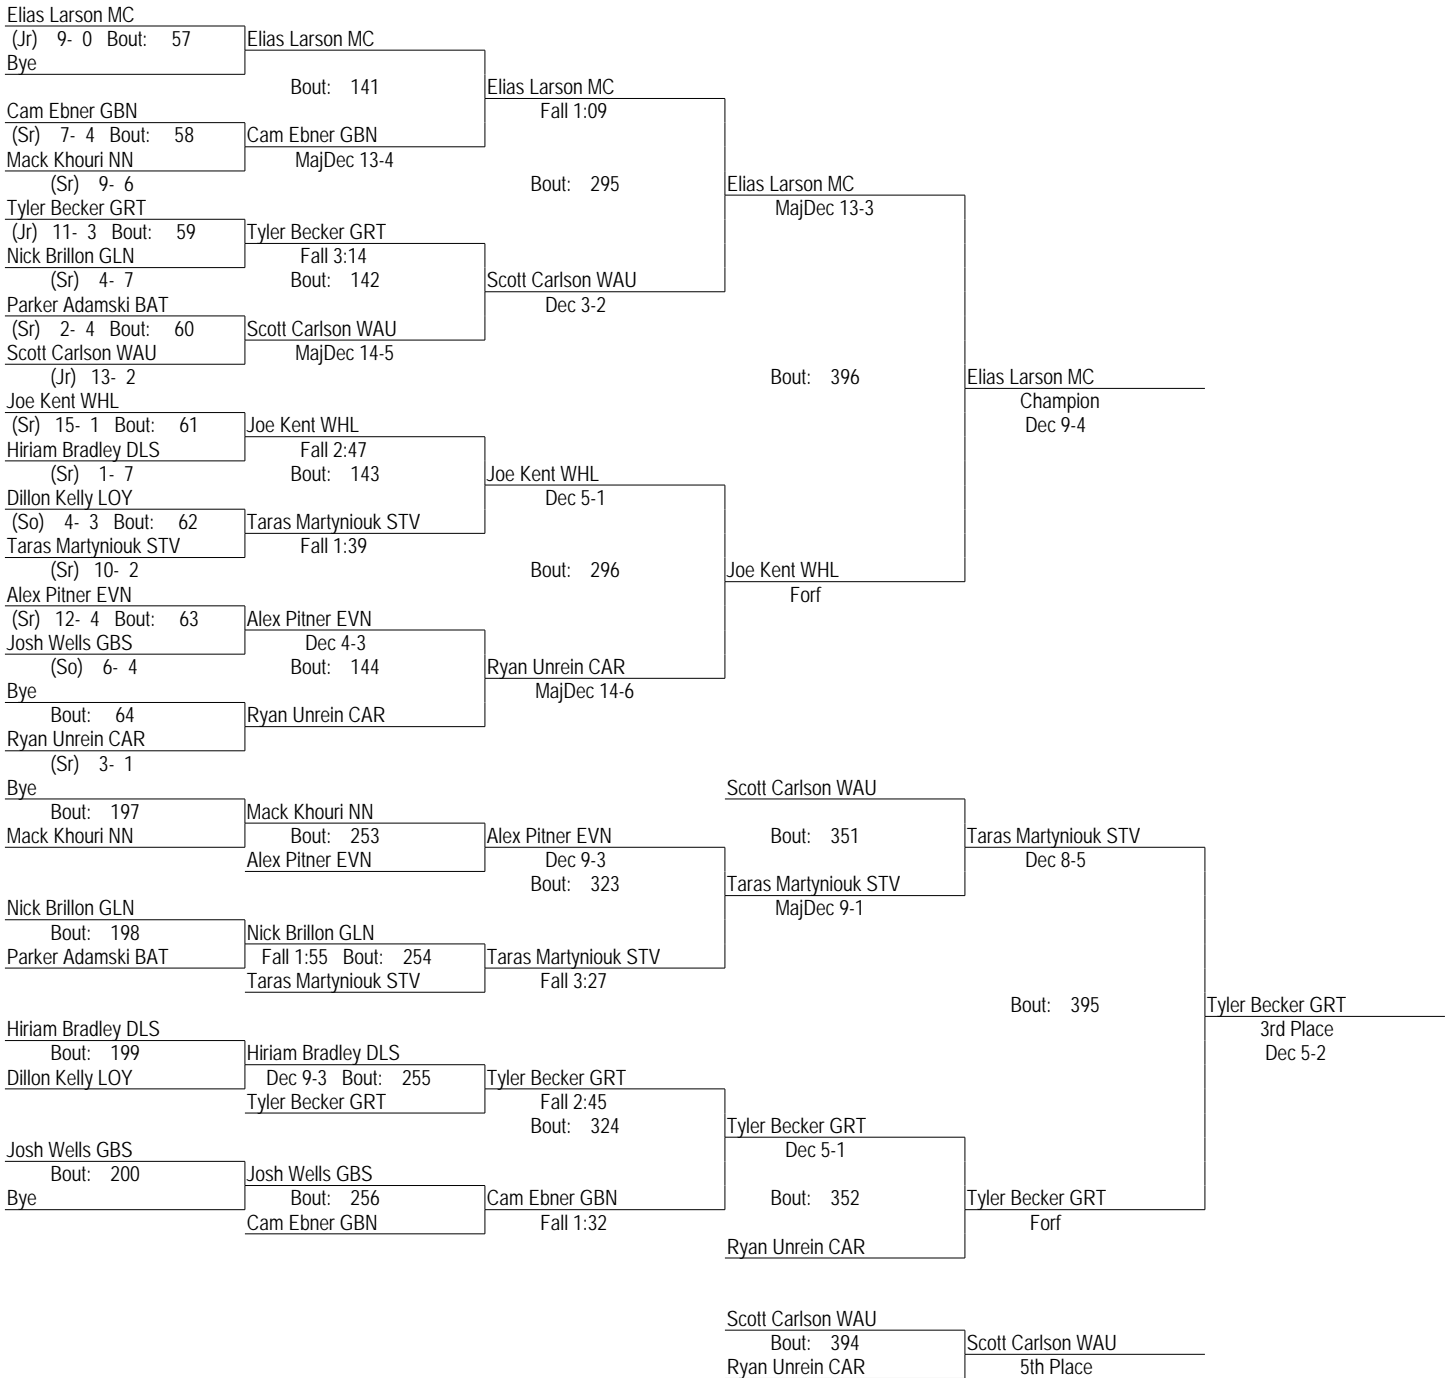 Elias Larson MC
(Jr) 9- 0 Bout: 57
Elias Larson MC
Bye
Bout: 141
Elias Larson MC
Cam Ebner GBN
Fall 1:09
(Sr) 7- 4 Bout: 58
Cam Ebner GBN
Mack Khouri NN
MajDec 13-4
(Sr) 9- 6
Bout: 295
Elias Larson MC
Tyler Becker GRT
MajDec 13-3
(Jr) 11- 3 Bout: 59
Tyler Becker GRT
Nick Brillon GLN
Fall 3:14
(Sr) 4- 7
Bout: 142
Scott Carlson WAU
Parker Adamski BAT
Dec 3-2
(Sr) 2- 4 Bout: 60
Scott Carlson WAU
Scott Carlson WAU
MajDec 14-5
(Jr) 13- 2
Bout: 396
Elias Larson MC
Joe Kent WHL
Champion
(Sr) 15- 1 Bout: 61
Joe Kent WHL
Dec 9-4
Hiriam Bradley DLS
Fall 2:47
(Sr) 1- 7
Bout: 143
Joe Kent WHL
Dillon Kelly LOY
Dec 5-1
(So) 4- 3 Bout: 62
Taras Martyniouk STV
Taras Martyniouk STV
Fall 1:39
(Sr) 10- 2
Bout: 296
Joe Kent WHL
Alex Pitner EVN
Forf
(Sr) 12- 4 Bout: 63
Alex Pitner EVN
Josh Wells GBS
Dec 4-3
(So) 6- 4
Bout: 144
Ryan Unrein CAR
Bye
MajDec 14-6
Bout: 64
Ryan Unrein CAR
Ryan Unrein CAR
(Sr) 3- 1
Bye
Scott Carlson WAU
Bout: 197
Mack Khouri NN
Mack Khouri NN
Bout: 253
Alex Pitner EVN
Bout: 351
Taras Martyniouk STV
Alex Pitner EVN
Dec 9-3
Dec 8-5
Bout: 323
Taras Martyniouk STV
Nick Brillon GLN
MajDec 9-1
Bout: 198
Nick Brillon GLN
Parker Adamski BAT
Fall 1:55 Bout: 254
Taras Martyniouk STV
Taras Martyniouk STV
Fall 3:27
Bout: 395
Tyler Becker GRT
Hiriam Bradley DLS
3rd Place
Bout: 199
Hiriam Bradley DLS
Dec 5-2
Dillon Kelly LOY
Dec 9-3 Bout: 255
Tyler Becker GRT
Tyler Becker GRT
Fall 2:45
Bout: 324
Tyler Becker GRT
Josh Wells GBS
Dec 5-1
Bout: 200
Josh Wells GBS
Bye
Bout: 256
Cam Ebner GBN
Bout: 352
Tyler Becker GRT
Cam Ebner GBN
Fall 1:32
Forf
Ryan Unrein CAR
Scott Carlson WAU
Bout: 394
Scott Carlson WAU
Ryan Unrein CAR
5th Place